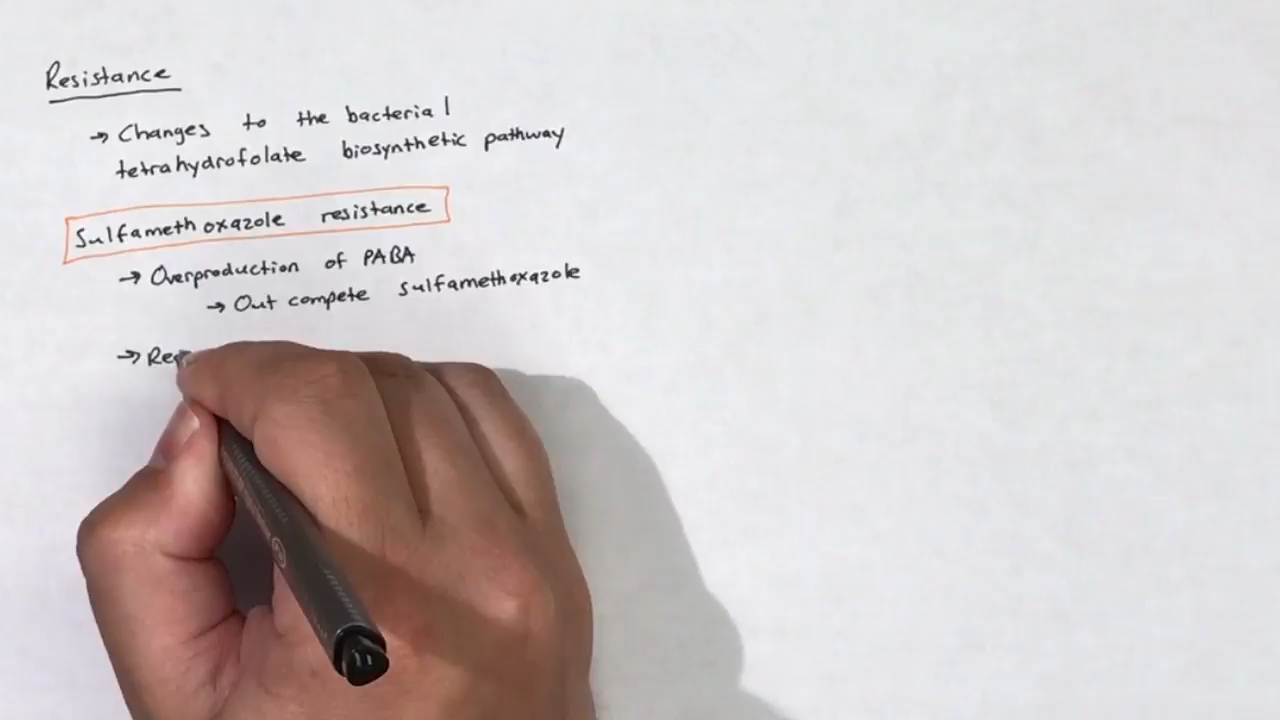 Resistance
→ Changes to the bacterial
tetrahydrofolate biosynthetic pathway
Sulfamethoxazole resistance
→ Overproduction of PABA
→ Out compete sulfamethoxazole
→